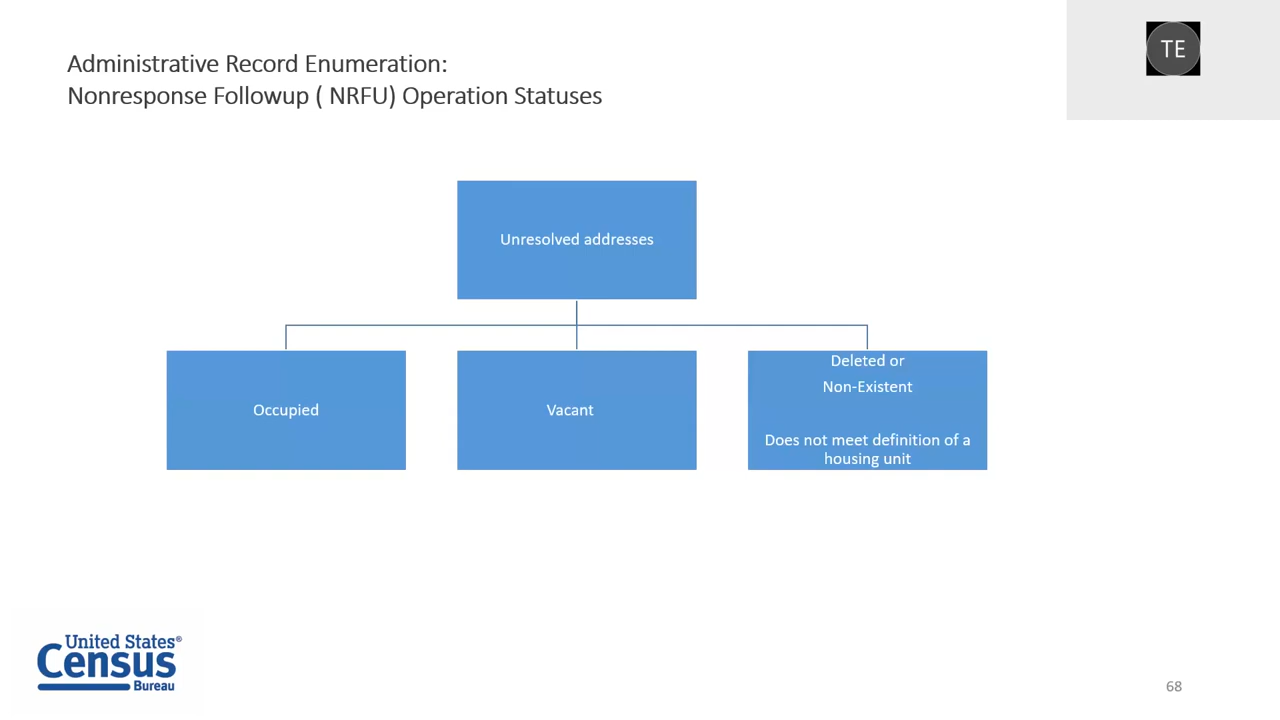 Administrative Record Enumeration:
Nonresponse Followup ( NRFU) Operation Statuses
TE
Unresolved addresses
Occupied
Vacant
Deleted or
Non-Existent
Does not meet definition of a
housing unit
United States®
Census
Bureau
68